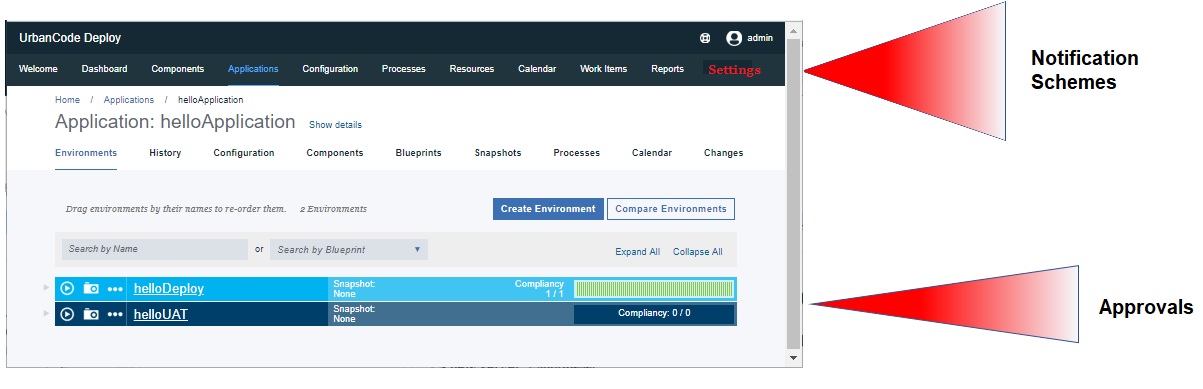 UrbanCode Deploy
admin
Welcome Dashboard Components Applications Configuration Processes Resources Calendar Work Items Reports Settings
Home / Applications / helloApplication
Application: helloApplication Show details
Environments History Configuration Components Blueprints Snapshots Processes Calendar Changes
Drag environments by their names to re-order them. 2 Environments
Create Environment Compare Environments
Search by Name or Search by Blueprint Expand All Collapse All
helloDeploy
Snapshot:
None
Compliancy
1 / 1
helloUAT
Snapshot:
None
Compliancy: 0 / 0
Notification
Schemes
Approvals